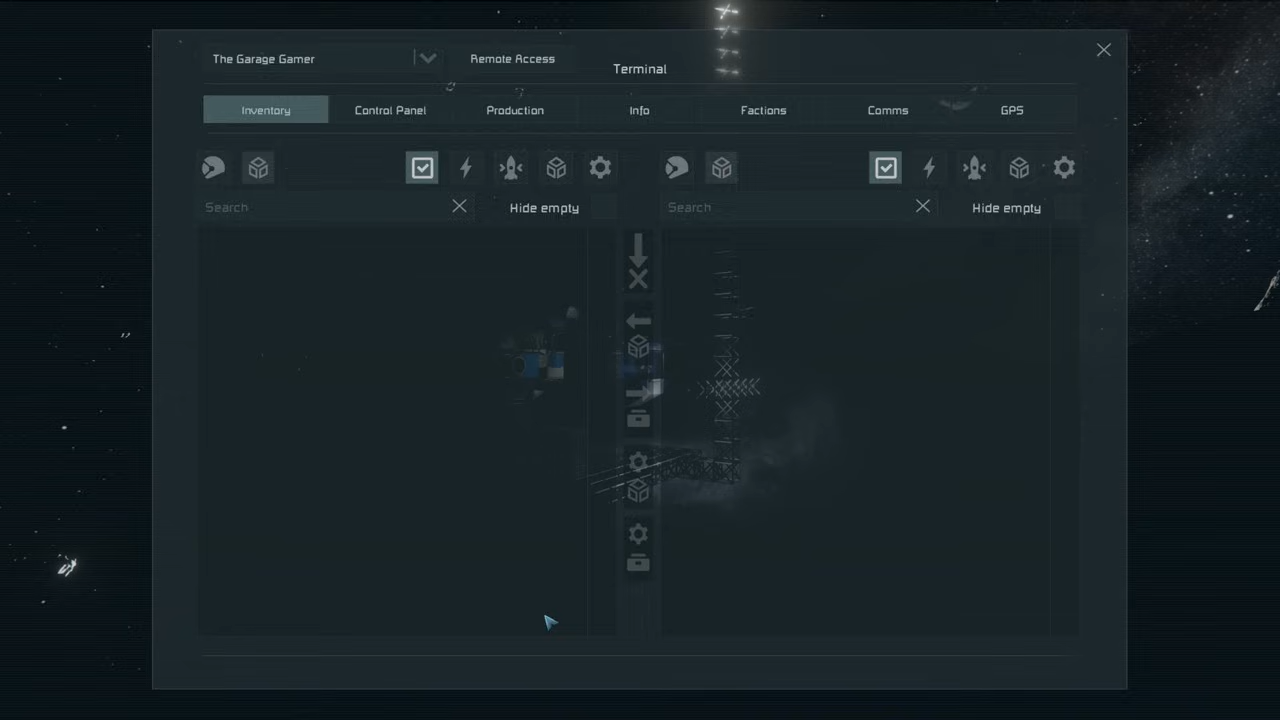 The Garage Gamer
Remote Access
Terminal
Inventory
Control Panel
Production
Info
Factions
Comms
GPS
Search
Hide empty
Search
Hide empty